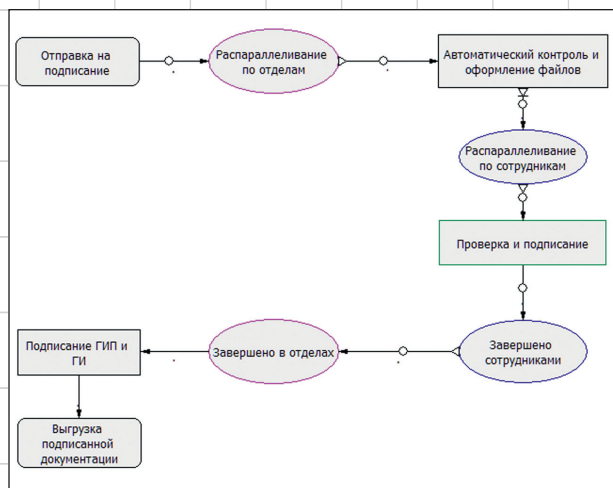 Отправка на
подписание
Распараллеливание
по отделам
Автоматический контроль и
оформление файлов
Распараллеливание
по сотрудникам
Проверка и подписание
Завершено
сотрудниками
Завершено в отделах
Подписание ГИП и
ГИ
Выгрузка
подписанной
документации